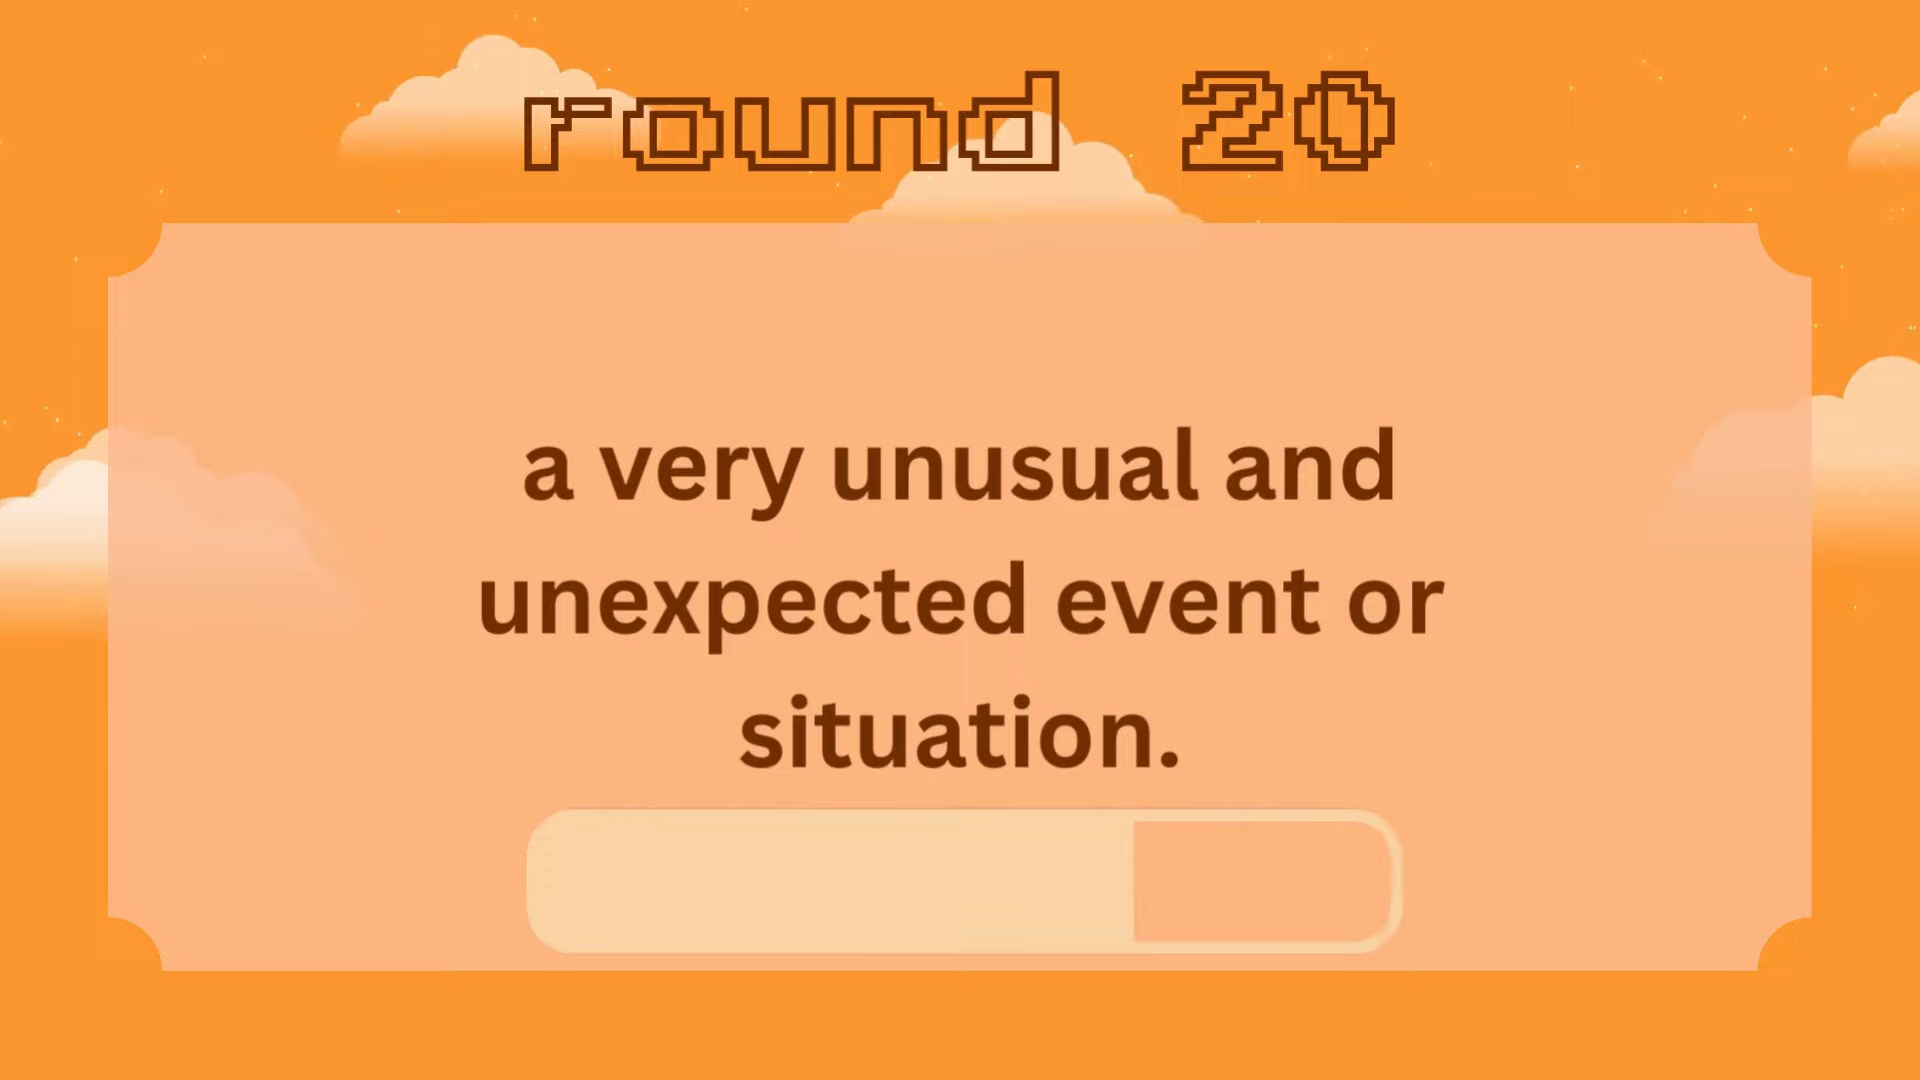 round 20
a very unusual and
unexpected event or
situation.